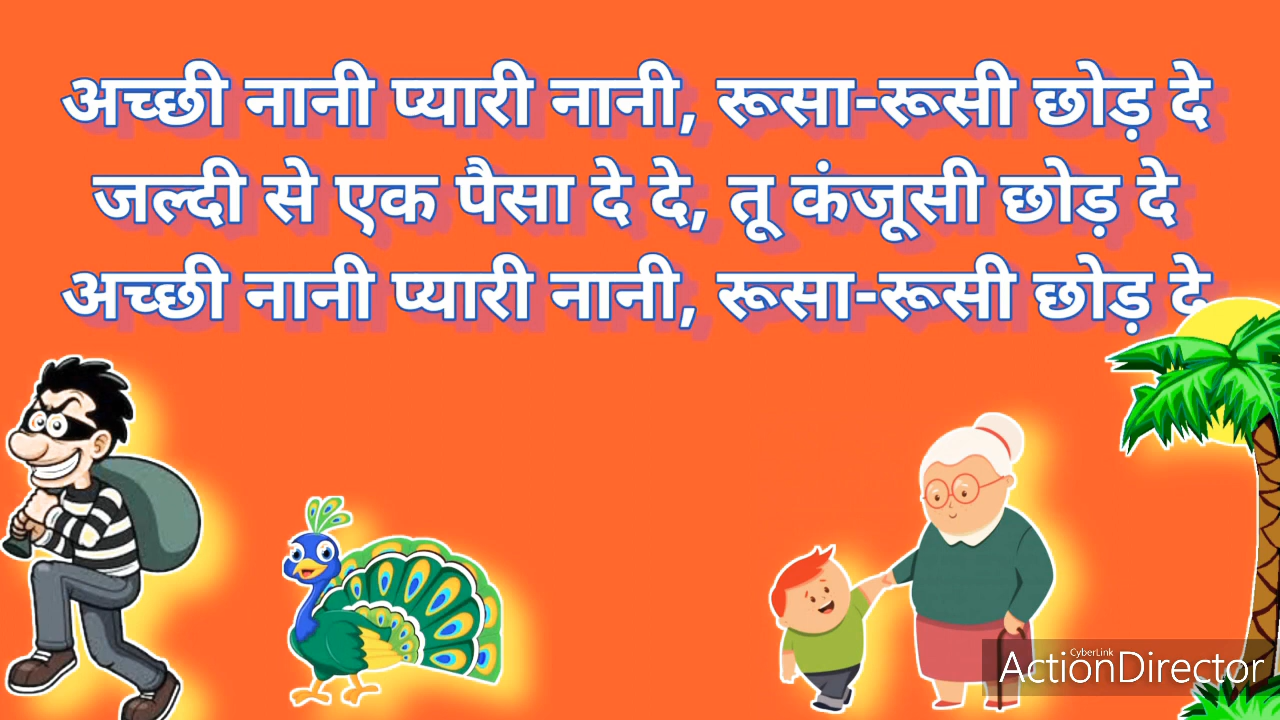 अच्छी नानी प्यारी नानी, रूसा-रूसी छोड़ दे
जल्दी से एक पैसा दे दे, तू कंजूसी छोड़ दे
अच्छी नानी प्यारी नानी, रूसा-रूसी छोड़ दे
CyberLink
ActionDirector